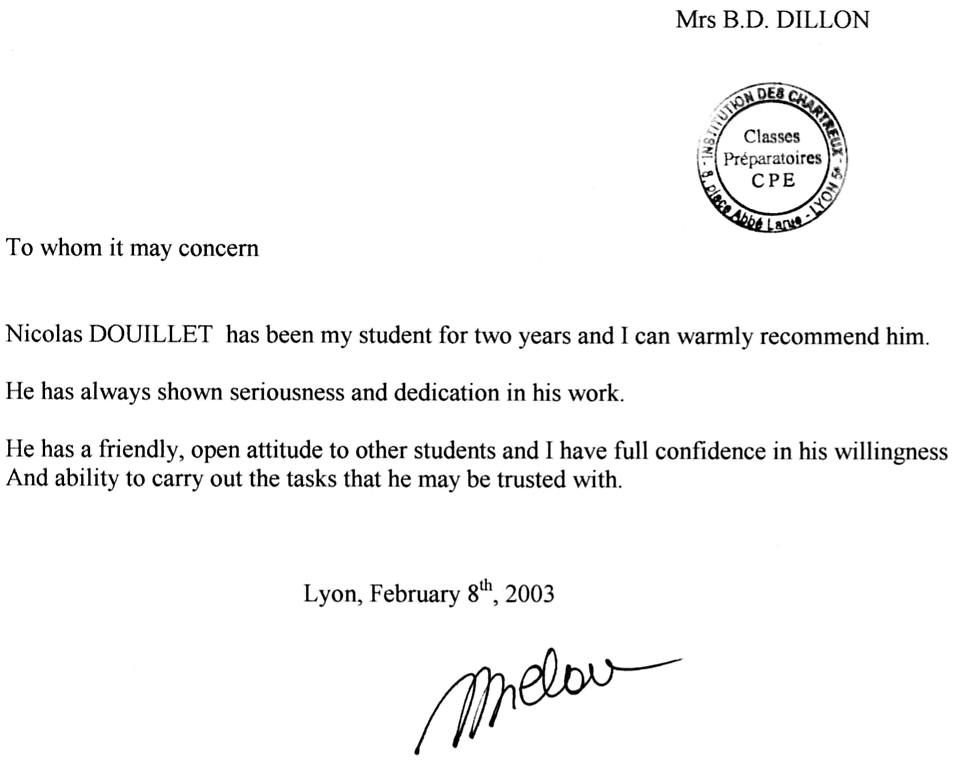 Mrs B.D. DILLON
- INSTITUTION DES CHARTREUX -
8, place Abbé Larue - LYON 5e
Classes
Préparatoires
CPE
To whom it may concern
Nicolas DOUILLET has been my student for two years and I can warmly recommend him.
He has always shown seriousness and dedication in his work.
He has a friendly, open attitude to other students and I have full confidence in his willingness
And ability to carry out the tasks that he may be trusted with.
Lyon, February 8th, 2003